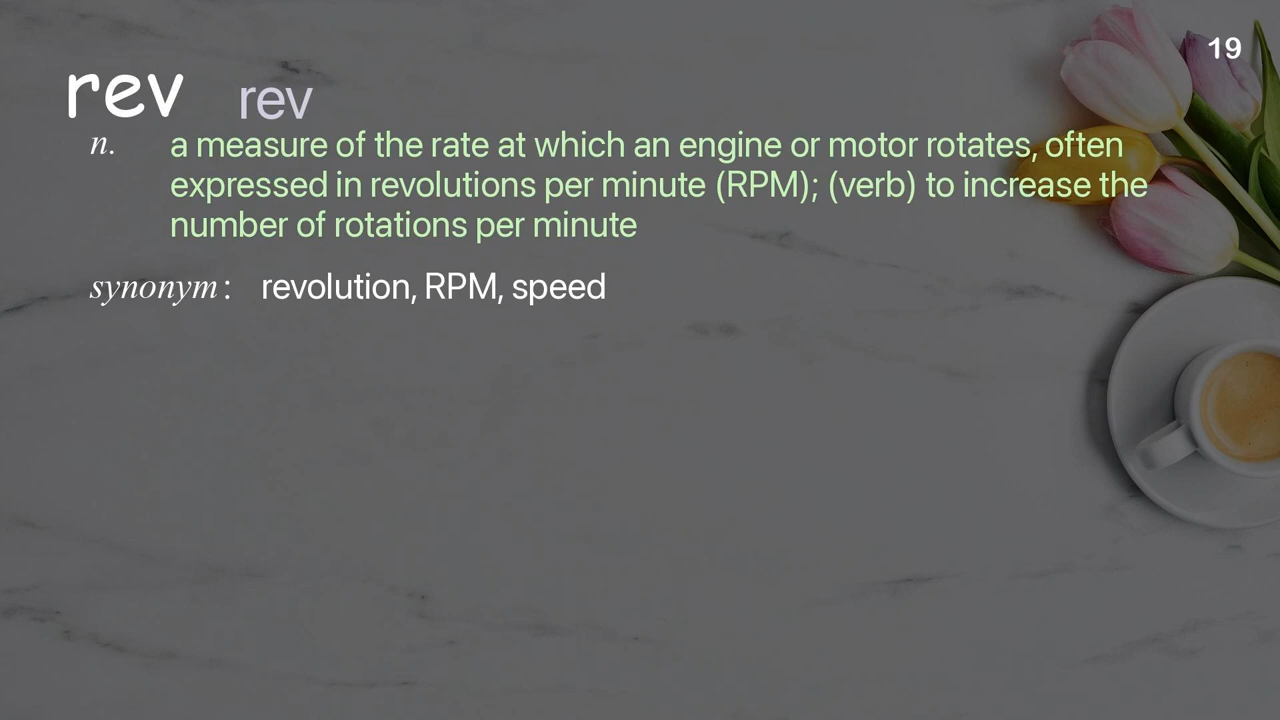 19
rev rev
n. a measure of the rate at which an engine or motor rotates, often
expressed in revolutions per minute (RPM); (verb) to increase the
number of rotations per minute
synonym : revolution, RPM, speed